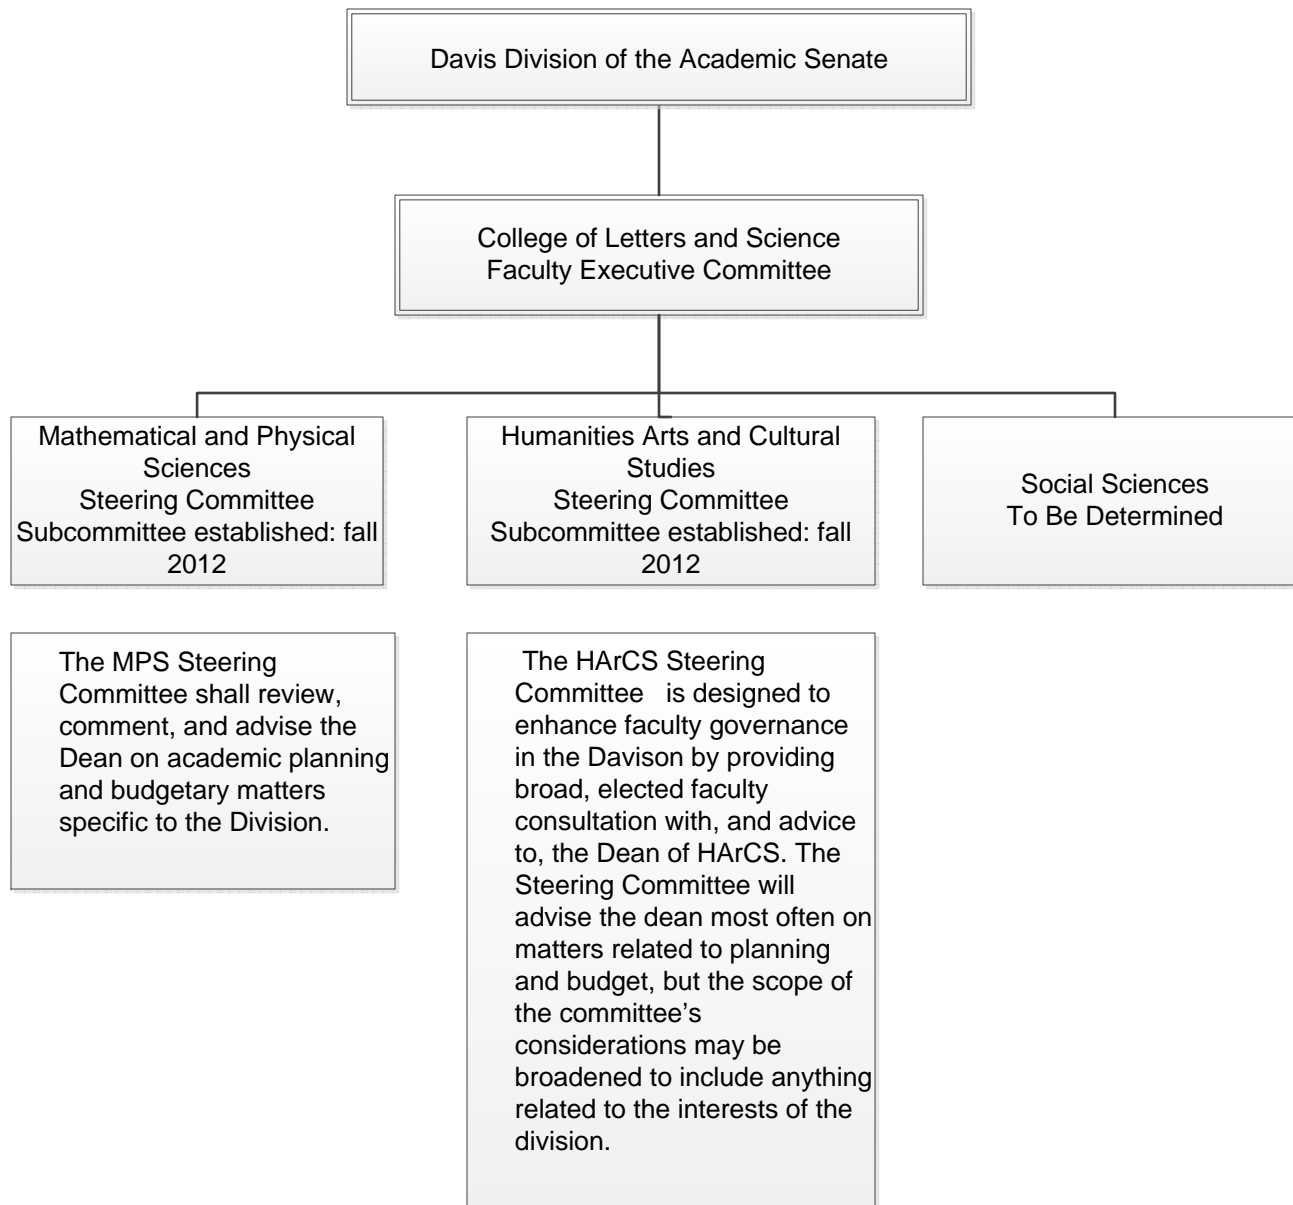 Davis Division of the Academic Senate
College of Letters and Science
Faculty Executive Committee
Mathematical and Physical
Sciences
Steering Committee
Subcommittee established: fall
2012
Humanities Arts and Cultural
Studies
Steering Committee
Subcommittee established: fall
2012
Social Sciences
To Be Determined
The MPS Steering
Committee shall review,
comment, and advise the
Dean on academic planning
and budgetary matters
specific to the Division.
The HArCS Steering
Committee   is designed to
enhance faculty governance
in the Davison by providing
broad, elected faculty
consultation with, and advice
to, the Dean of HArCS. The
Steering Committee will
advise the dean most often on
matters related to planning
and budget, but the scope of
the committee’s
considerations may be
broadened to include anything
related to the interests of the
division.